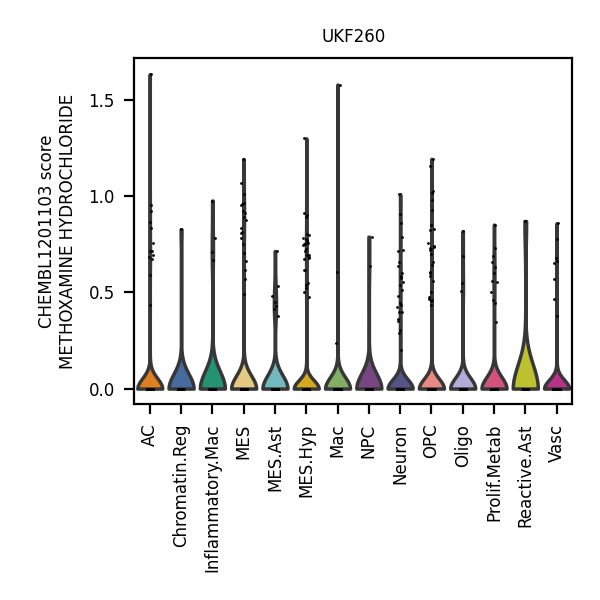 UKF260
CHEMBL1201103 score
METHOXAMINE HYDROCHLORIDE
1.5
1.0
0.5
0.0
AC
Chromatin.Reg
Inflammatory.Mac
MES
MES.Ast
MES.Hyp
Mac
NPC
Neuron
OPC
Oligo
Prolif.Metab
Reactive.Ast
Vasc